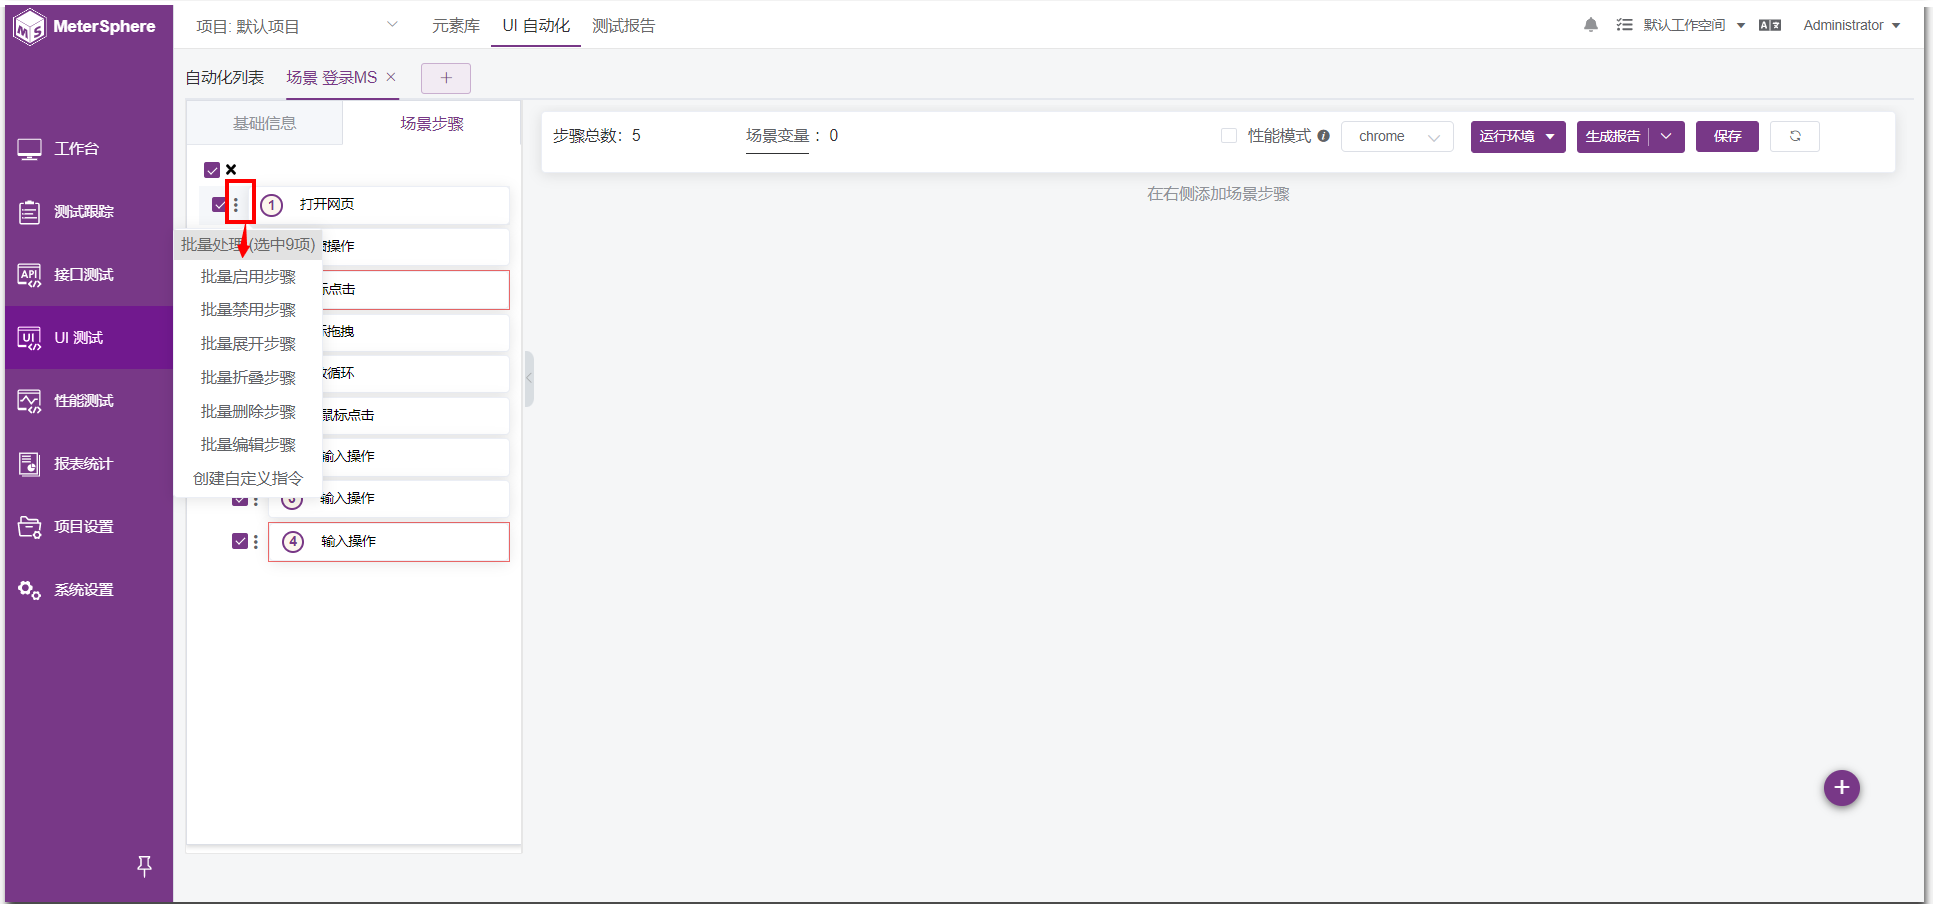 MeterSphere
项目: 默认项目
元素库
UI 自动化
测试报告
默认工作空间
Administrator
自动化列表
场景 登录MS
工作台
测试跟踪
接口测试
UI 测试
性能测试
报表统计
项目设置
系统设置
基础信息
场景步骤
1 打开网页
批量处理 (选中9项)
批量启用步骤
批量禁用步骤
批量展开步骤
批量折叠步骤
批量删除步骤
批量编辑步骤
创建自定义指令
操作
标点击
标拖拽
循环
鼠标点击
输入操作
3 输入操作
4 输入操作
步骤总数: 5
场景变量 : 0
性能模式
chrome
运行环境
生成报告
保存
在右侧添加场景步骤